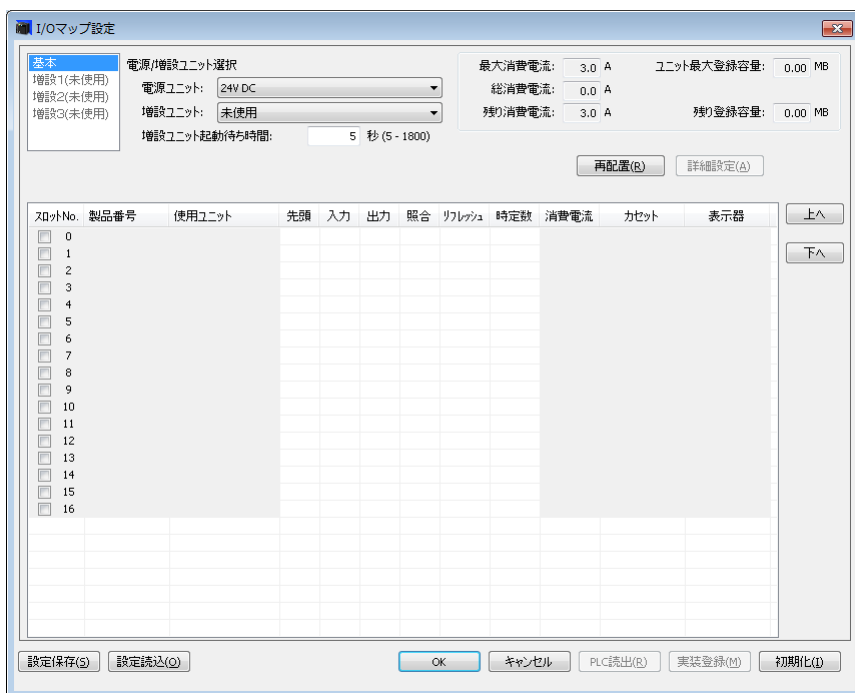 I/Oマップ設定
基本
増設1(未使用)
増設2(未使用)
増設3(未使用)
電源/増設ユニット選択
電源ユニット: 24V DC
増設ユニット: 未使用
増設ユニット起動待ち時間: 5 秒 (5 - 1800)
最大消費電流: 3.0 A ユニット最大登録容量: 0.00 MB
総消費電流: 0.0 A
残り消費電流: 3.0 A 残り登録容量: 0.00 MB
再配置(R) 詳細設定(A)
スロットNo. 製品番号 使用ユニット 先頭 入力 出力 照合 リフレッシュ 時定数 消費電流 カセット 表示器
上へ
下へ
0
1
2
3
4
5
6
7
8
9
10
11
12
13
14
15
16
設定保存(S) 設定読込(O) OK キャンセル PLC読出(R) 実装登録(M) 初期化(I)